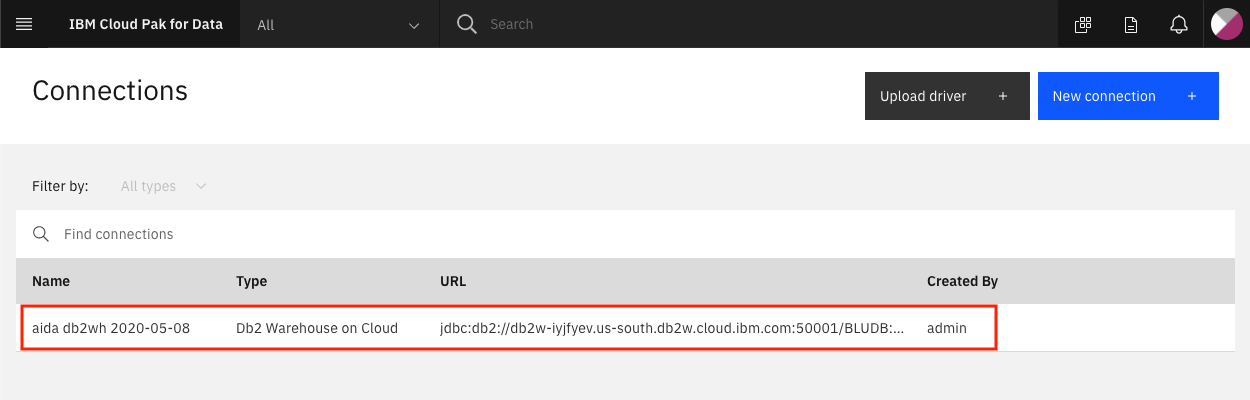 IBM Cloud Pak for Data All Search
Connections
Upload driver +
New connection +
Filter by: All types
Find connections
Name Type URL Created By
aida db2wh 2020-05-08 Db2 Warehouse on Cloud jdbc:db2://db2w-iyjfyev.us-south.db2w.cloud.ibm.com:50001/BLUDB:... admin